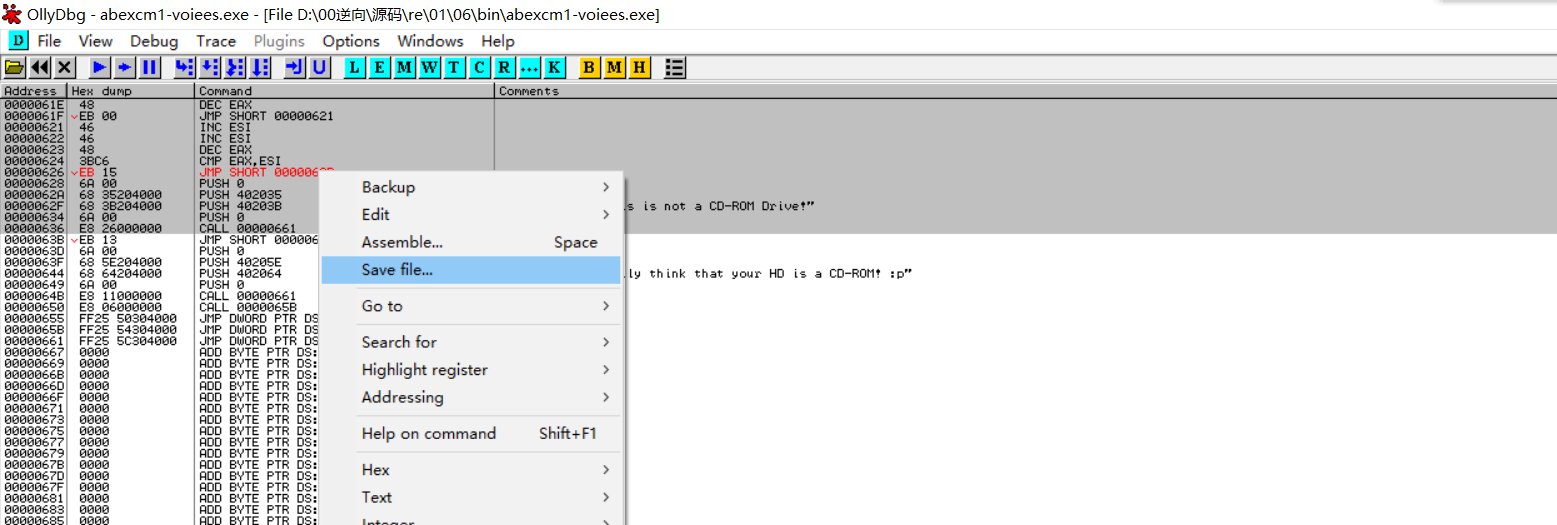 OllyDbg - abexcm1-voiees.exe - [File D:\00逆向\源码\re\01\06\bin\abexcm1-voiees.exe]
D File View Debug Trace Plugins Options Windows Help
L E M W T C R ... K B M H
Address Hex dump Command Comments
0000061E 48 DEC EAX
0000061F EB 00 JMP SHORT 00000621
00000621 46 INC ESI
00000622 46 INC ESI
00000623 48 DEC EAX
00000624 3BC6 CMP EAX,ESI
00000626 EB 15 JMP SHORT
00000628 6A 00 PUSH 0
0000062A 68 35204000 PUSH 402035
0000062F 68 3B204000 PUSH 40203B s is not a CD-ROM Drive!”
00000634 6A 00 PUSH 0
00000636 E8 26000000 CALL 00000661
0000063B EB 13 JMP SHORT 000006
0000063D 6A 00 PUSH 0
0000063F 68 5E204000 PUSH 40205E
00000644 68 64204000 PUSH 402064 ly think that your HD is a CD-ROM! :p”
00000649 6A 00 PUSH 0
0000064B E8 11000000 CALL 00000661
00000650 E8 06000000 CALL 0000065B
00000655 FF25 50304000 JMP DWORD PTR DS
0000065B FF25 54304000 JMP DWORD PTR DS
00000661 FF25 5C304000 JMP DWORD PTR DS
00000667 0000 ADD BYTE PTR DS:
00000669 0000 ADD BYTE PTR DS:
0000066B 0000 ADD BYTE PTR DS:
0000066D 0000 ADD BYTE PTR DS:
0000066F 0000 ADD BYTE PTR DS:
00000671 0000 ADD BYTE PTR DS:
00000673 0000 ADD BYTE PTR DS:
00000675 0000 ADD BYTE PTR DS:
00000677 0000 ADD BYTE PTR DS:
00000679 0000 ADD BYTE PTR DS:
0000067B 0000 ADD BYTE PTR DS:
0000067D 0000 ADD BYTE PTR DS:
0000067F 0000 ADD BYTE PTR DS:
00000681 0000 ADD BYTE PTR DS:
00000683 0000 ADD BYTE PTR DS:
00000685 0000 ADD BYTE PTR DS:
Backup
Edit
Assemble... Space
Save file...
Go to
Search for
Highlight register
Addressing
Help on command Shift+F1
Hex
Text
Integer